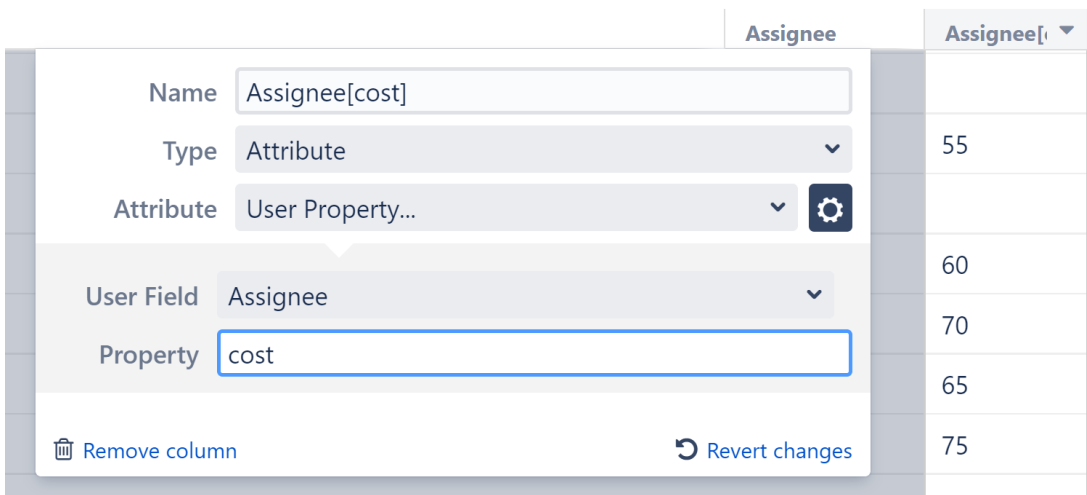 Assignee Assignee[
Name Assignee[cost]
Type Attribute
55
Attribute User Property...
60
User Field Assignee
70
Property cost
65
Remove column Revert changes
75